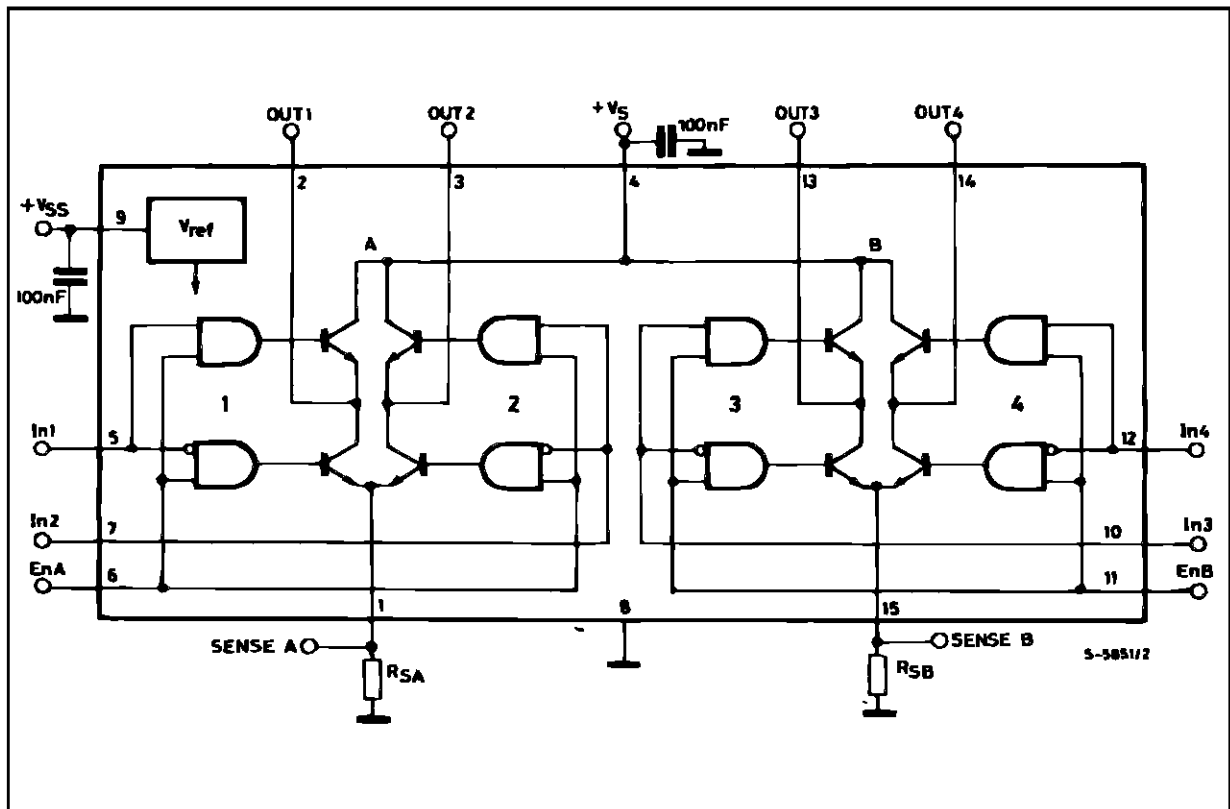 OUT1
OUT2
+VS
100nF
OUT3
OUT4
2
3
4
13
14
+VSS
9
Vref
A
B
100nF
1
2
3
4
In1
5
12
In4
In2
7
10
In3
EnA
6
11
EnB
1
8
15
SENSE A
RSA
SENSE B
RSB
S-5851/2